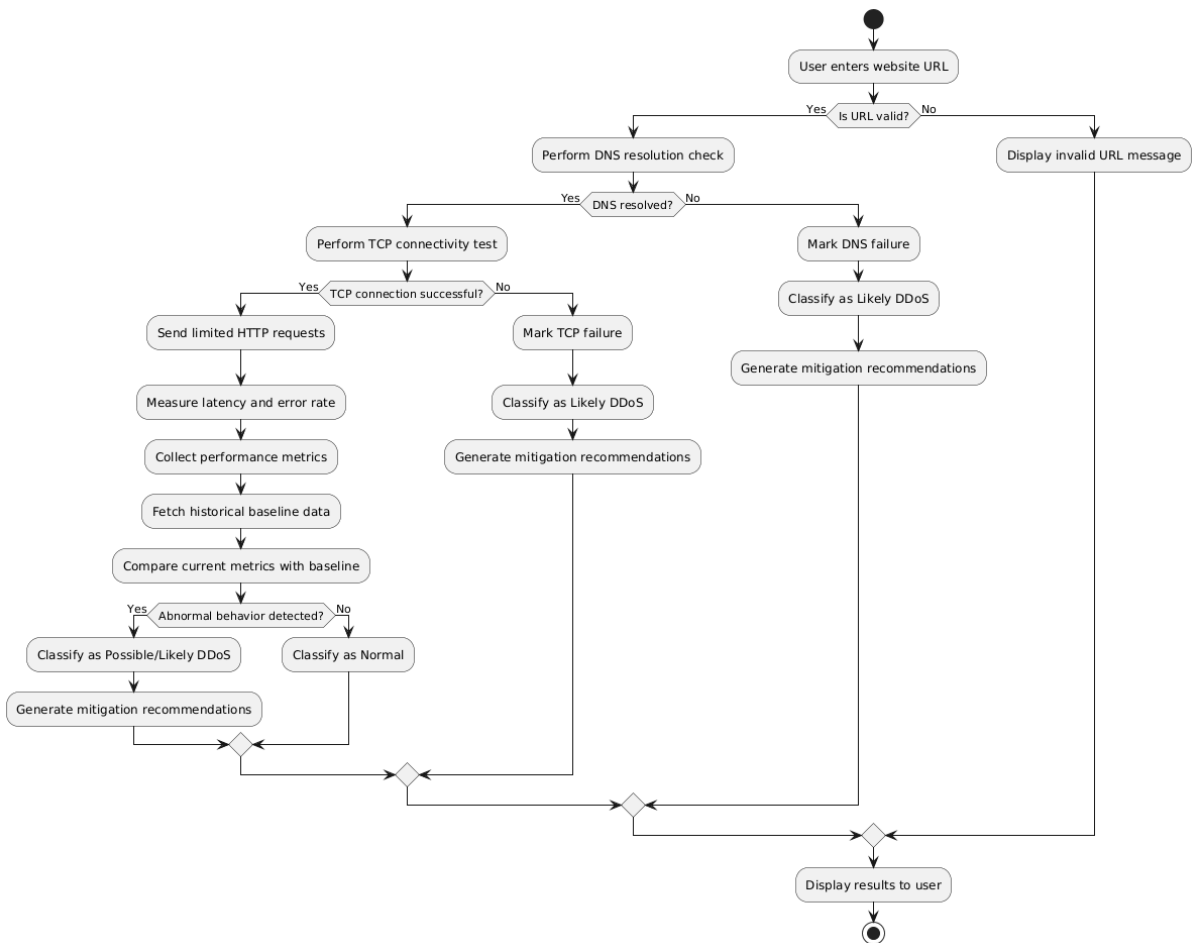 User enters website URL
Yes
Is URL valid?
No
Perform DNS resolution check
Display invalid URL message
Yes
DNS resolved?
No
Perform TCP connectivity test
Mark DNS failure
Yes
TCP connection successful?
No
Classify as Likely DDoS
Send limited HTTP requests
Mark TCP failure
Generate mitigation recommendations
Measure latency and error rate
Classify as Likely DDoS
Collect performance metrics
Generate mitigation recommendations
Fetch historical baseline data
Compare current metrics with baseline
Yes
Abnormal behavior detected?
No
Classify as Possible/Likely DDoS
Classify as Normal
Generate mitigation recommendations
Display results to user